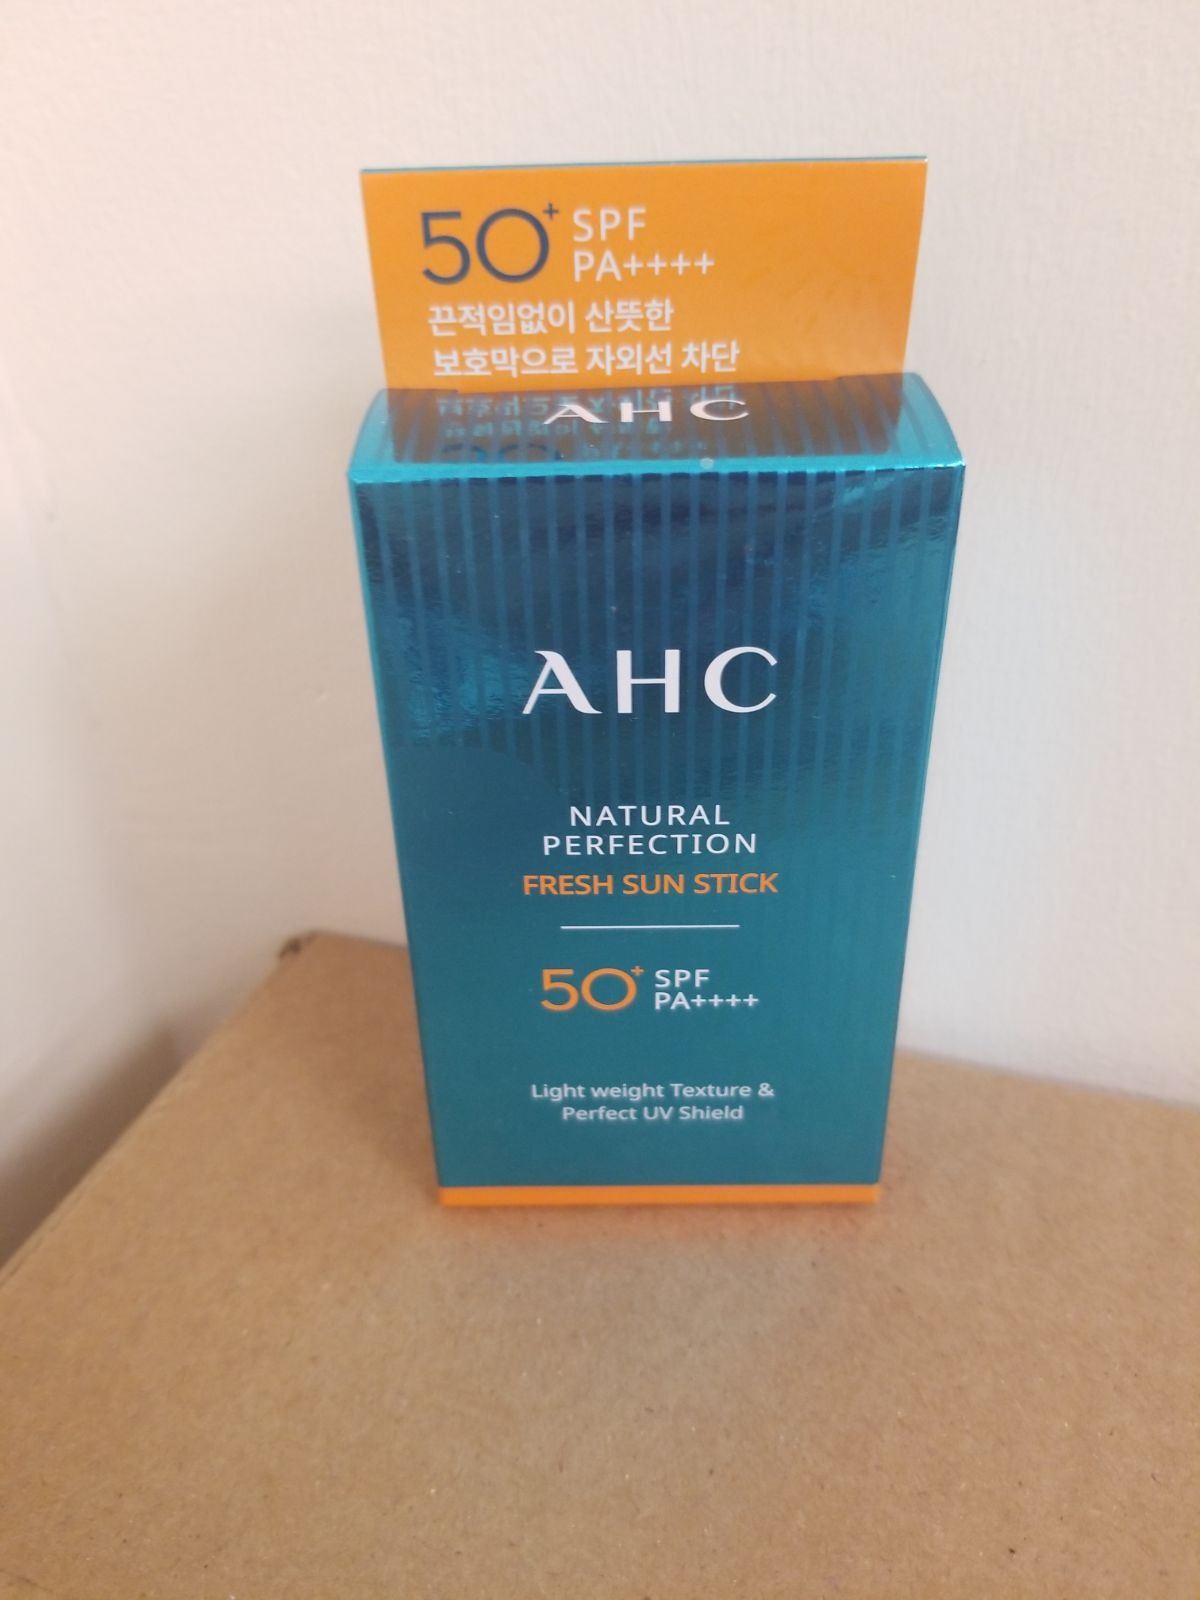 50+ SPF
PA++++
끈적임없이 산뜻한
보호막으로 자외선 차단
AHC
AHC
NATURAL
PERFECTION
FRESH SUN STICK
50+ SPF
PA++++
Light weight Texture &
Perfect UV Shield